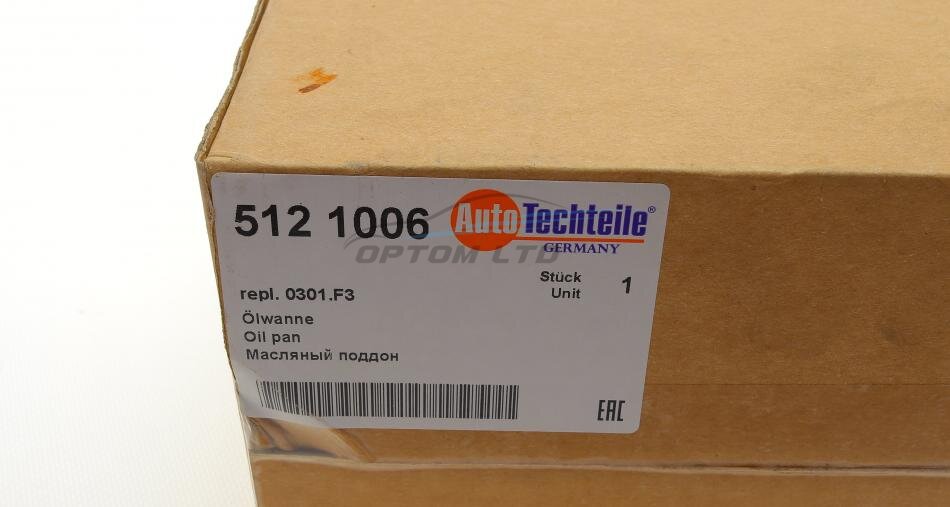 512 1006
AutoTechteile®
GERMANY
OPTOM LTD
Stück
Unit 1
repl. 0301.F3
Ölwanne
Oil pan
Масляный поддон
EAC